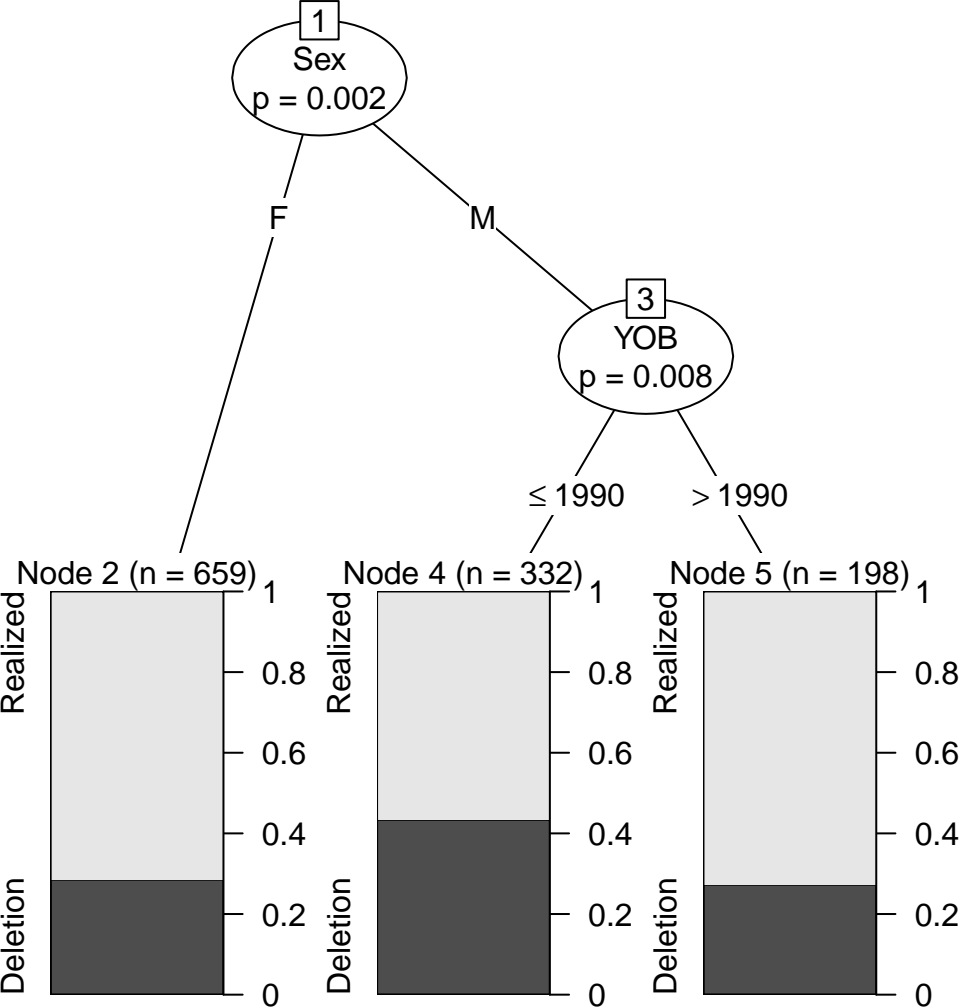 1
Sex
p = 0.002
F
M
3
YOB
p = 0.008
≤ 1990
> 1990
Node 2 (n = 659)
Realized
Deletion
1
0.8
0.6
0.4
0.2
0
Node 4 (n = 332)
Realized
Deletion
1
0.8
0.6
0.4
0.2
0
Node 5 (n = 198)
Realized
Deletion
1
0.8
0.6
0.4
0.2
0